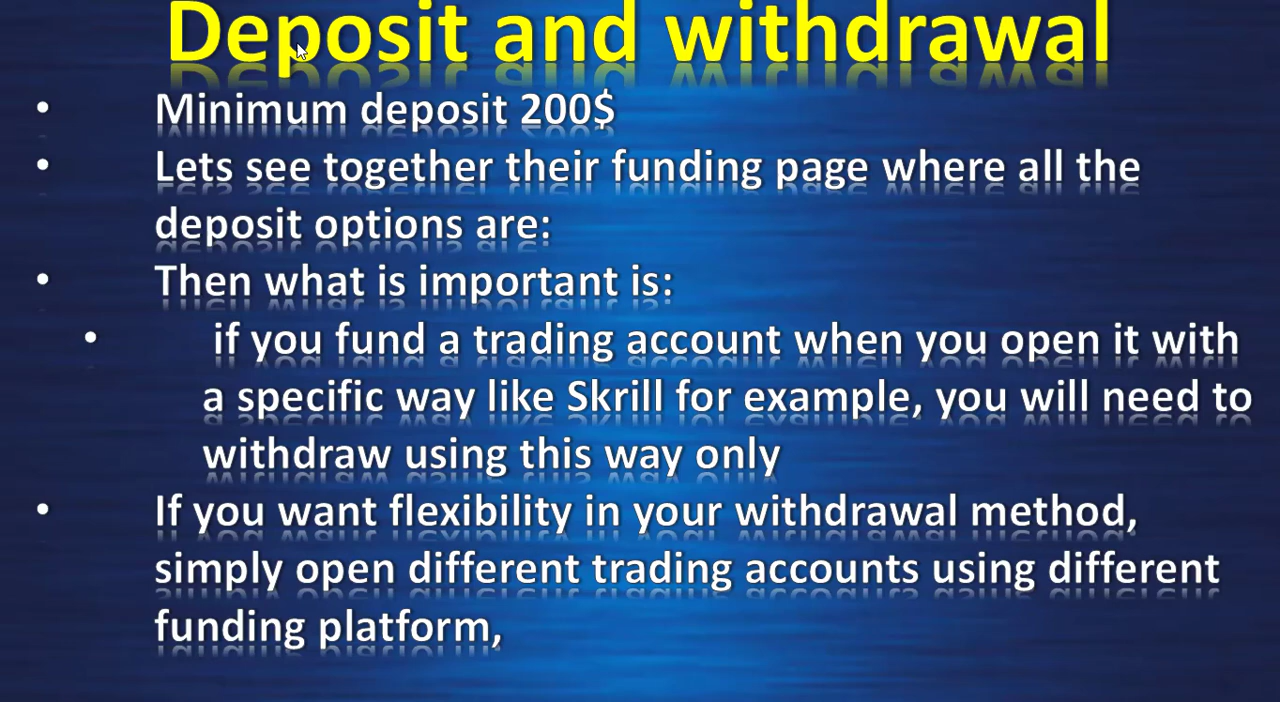 Deposit and withdrawal
• Minimum deposit 200$
• Lets see together their funding page where all the
deposit options are:
• Then what is important is:
• if you fund a trading account when you open it with
a specific way like Skrill for example, you will need to
withdraw using this way only
• If you want flexibility in your withdrawal method,
simply open different trading accounts using different
funding platform,